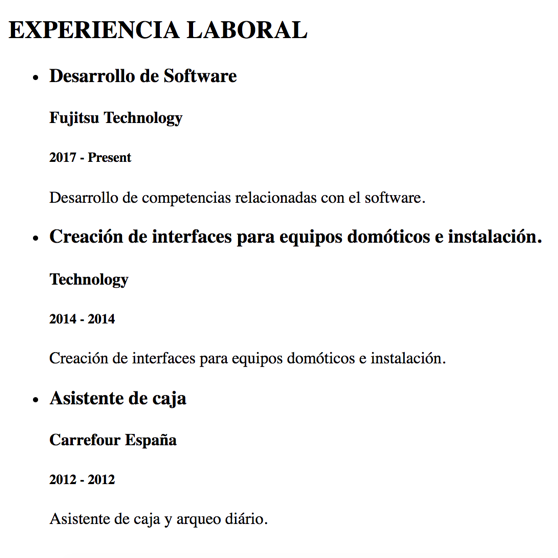 EXPERIENCIA LABORAL
Desarrollo de Software
Fujitsu Technology
2017 - Present
Desarrollo de competencias relacionadas con el software.
Creación de interfaces para equipos domóticos e instalación.
Technology
2014 - 2014
Creación de interfaces para equipos domóticos e instalación.
Asistente de caja
Carrefour España
2012 - 2012
Asistente de caja y arqueo diário.